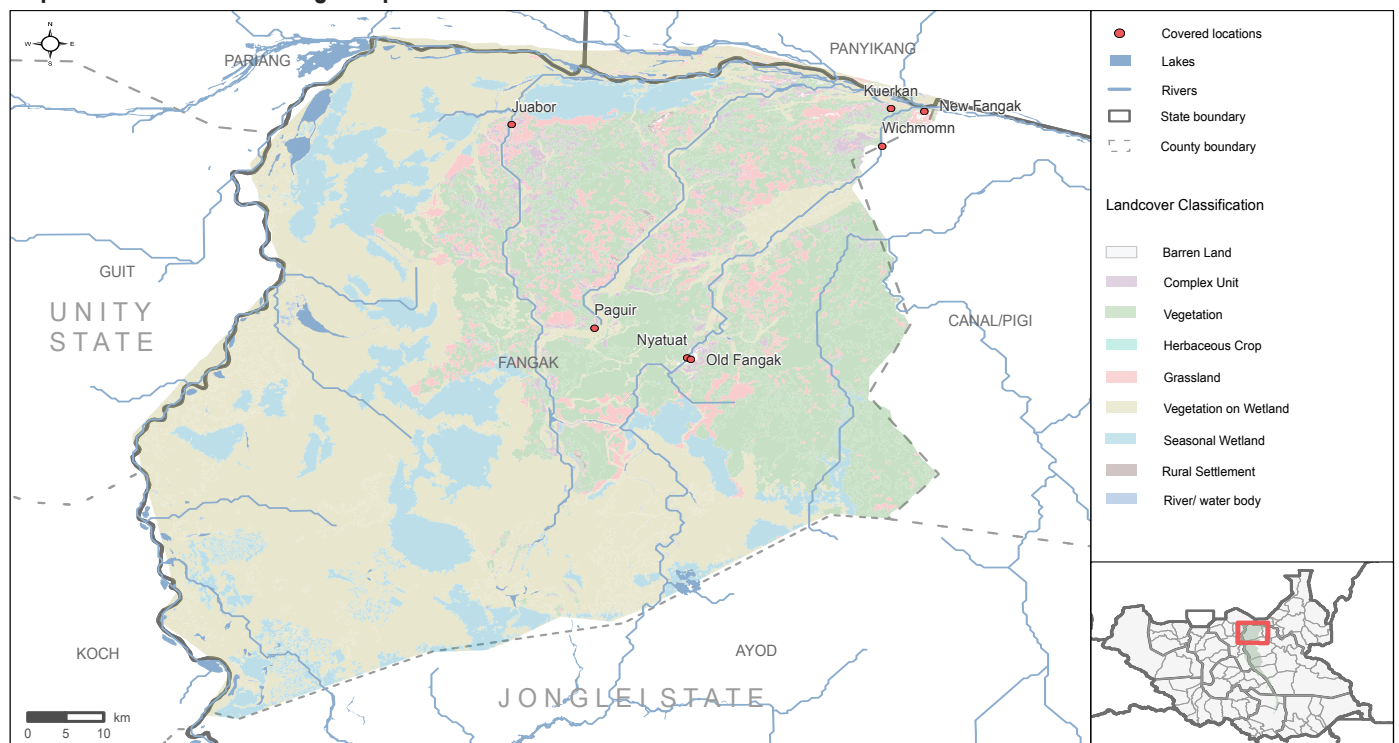 N
W E
S
PARIANG
PANYIKANG
Kuerkan
New Fangak
Juabor
Wichmomn
GUIT
UNITY
STATE
Paguir
CANAL/PIGI
Nyatuat
FANGAK
Old Fangak
KOCH
AYOD
JONGLEI STATE
km
0 5 10
Covered locations
Lakes
Rivers
State boundary
County boundary
Landcover Classification
Barren Land
Complex Unit
Vegetation
Herbaceous Crop
Grassland
Vegetation on Wetland
Seasonal Wetland
Rural Settlement
River/ water body